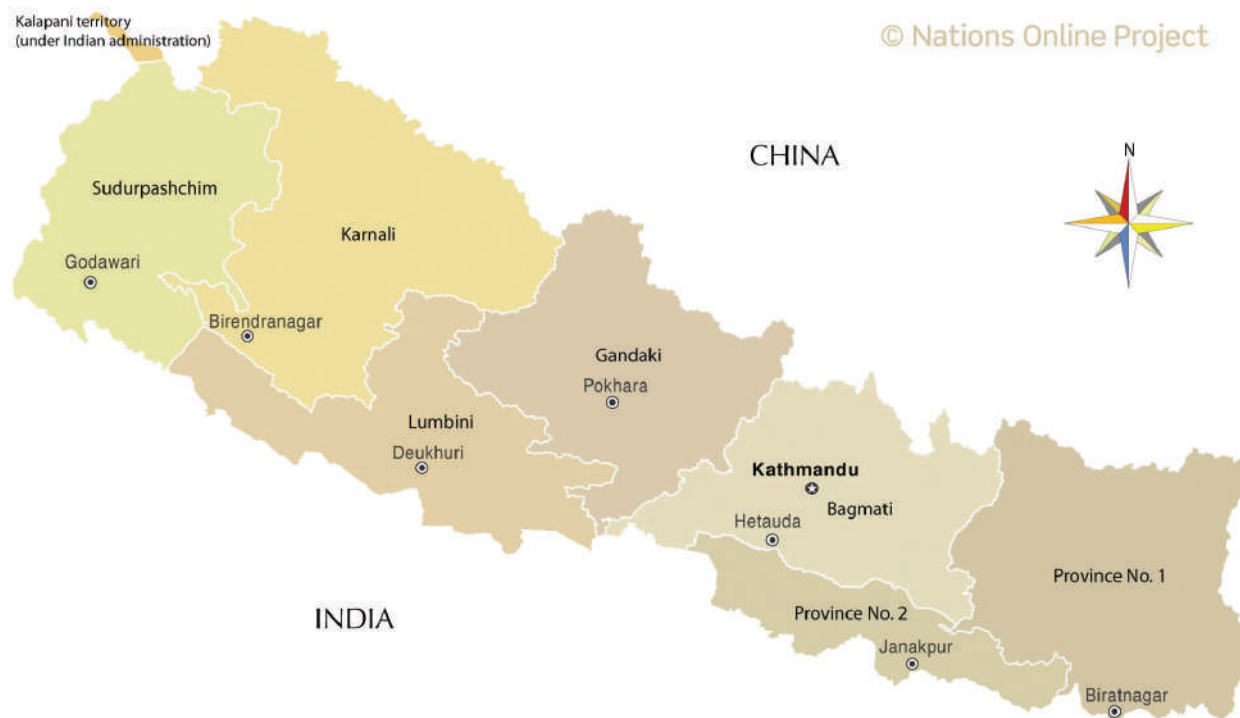 Kalapani territory
(under Indian administration)
© Nations Online Project
N
CHINA
Sudurpashchim
Karnali
Godawari
Birendranagar
Gandaki
Pokhara
Lumbini
Deukhuri
Kathmandu
Bagmati
Hetauda
Province No. 1
INDIA
Province No. 2
Janakpur
Biratnagar